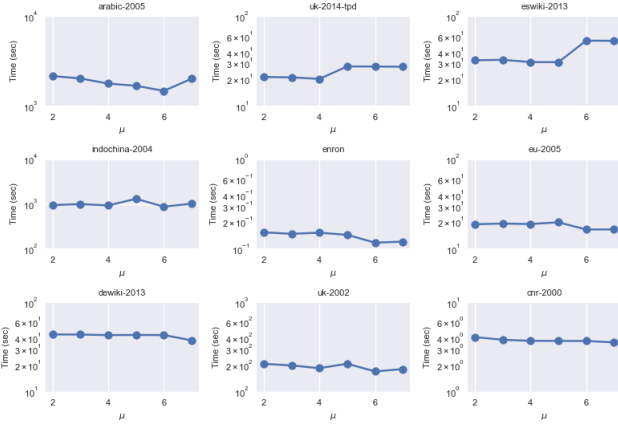 arabic-2005
uk-2014-tpd
eswiki-2013
Time (sec)
10⁴
10³
2 4 6
μ
Time (sec)
10²
6 × 10¹
4 × 10¹
3 × 10¹
2 × 10¹
10¹
2 4 6
μ
Time (sec)
10²
6 × 10¹
4 × 10¹
3 × 10¹
2 × 10¹
10¹
2 4 6
μ
indochina-2004
enron
eu-2005
Time (sec)
10⁴
10³
10²
2 4 6
μ
Time (sec)
10⁰
6 × 10⁻¹
4 × 10⁻¹
3 × 10⁻¹
2 × 10⁻¹
10⁻¹
2 4 6
μ
Time (sec)
10²
6 × 10¹
4 × 10¹
3 × 10¹
2 × 10¹
10¹
2 4 6
μ
dewiki-2013
uk-2002
cnr-2000
Time (sec)
10²
6 × 10¹
4 × 10¹
3 × 10¹
2 × 10¹
10¹
2 4 6
μ
Time (sec)
10³
6 × 10²
4 × 10²
3 × 10²
2 × 10²
10²
2 4 6
μ
Time (sec)
10¹
6 × 10⁰
4 × 10⁰
3 × 10⁰
2 × 10⁰
10⁰
2 4 6
μ